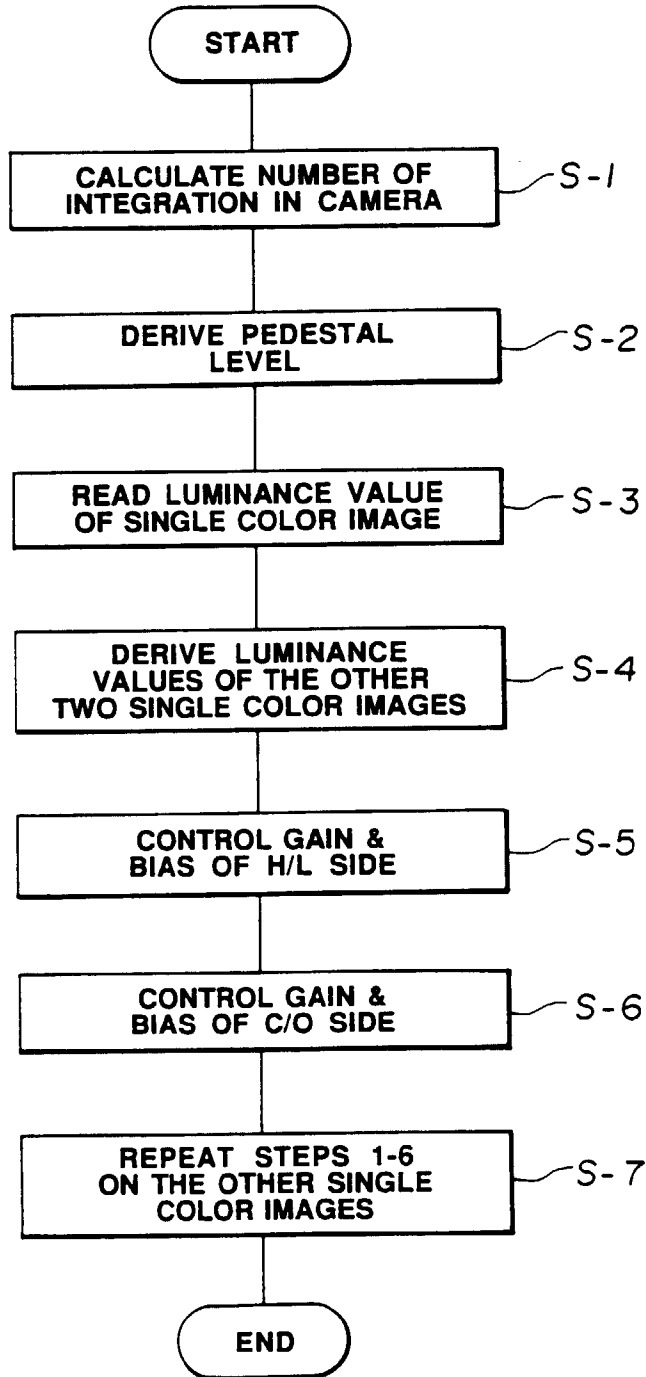 START
CALCULATE NUMBER OF
INTEGRATION IN CAMERA
S-1
DERIVE PEDESTAL
LEVEL
S-2
READ LUMINANCE VALUE
OF SINGLE COLOR IMAGE
S-3
DERIVE LUMINANCE
VALUES OF THE OTHER
TWO SINGLE COLOR IMAGES
S-4
CONTROL GAIN &
BIAS OF H/L SIDE
S-5
CONTROL GAIN &
BIAS OF C/O SIDE
S-6
REPEAT STEPS 1-6
ON THE OTHER SINGLE
COLOR IMAGES
S-7
END